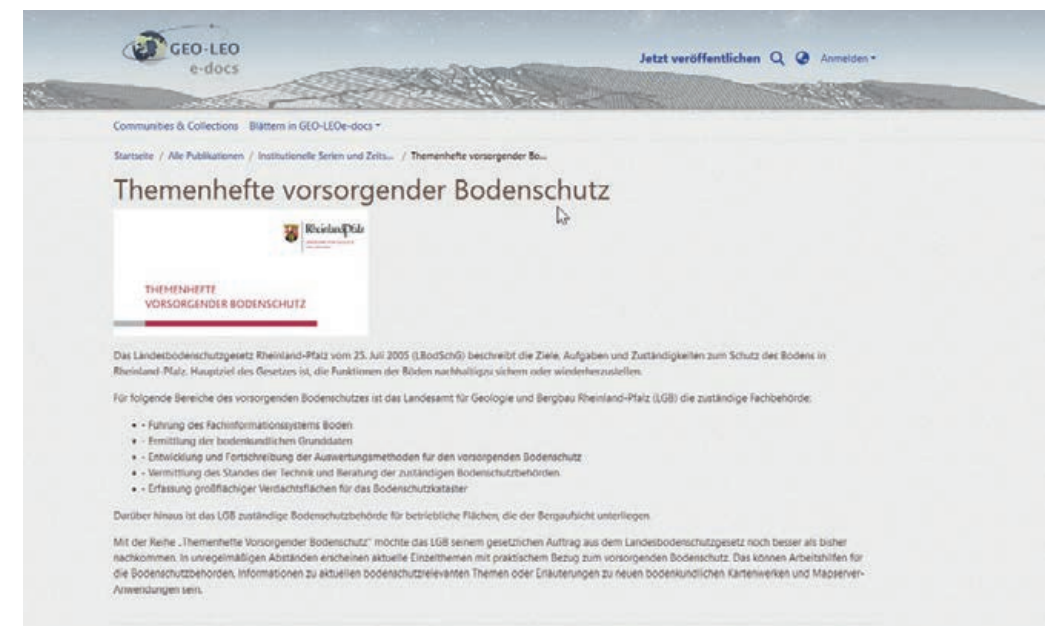 GEO-LEO
e-docs
Jetzt veröffentlichen
Anmelden
Communities & Collections Blättern in GEO-LEOe-docs
Startseite / Alle Publikationen / Institutionelle Serien und Zeits... / Themenhefte vorsorgender Bo...
Themenhefte vorsorgender Bodenschutz
RheinlandPfalz
THEMENHEFTE
VORSORGENDER BODENSCHUTZ
Das Landesbodenschutzgesetz Rheinland-Pfalz vom 25. Juli 2005 (LBodSchG) beschreibt die Ziele, Aufgaben und Zuständigkeiten zum Schutz des Bodens in
Rheinland-Pfalz. Hauptziel des Gesetzes ist, die Funktionen der Böden nachhaltigzu sichern oder wiederherzustellen.
Für folgende Bereiche des vorsorgenden Bodenschutzes ist das Landesamt für Geologie und Bergbau Rheinland-Pfalz (LGB) die zuständige Fachbehörde:
• - Führung des Fachinformationssystems Boden
• - Ermittlung der bodenkundlichen Grunddaten
• - Entwicklung und Fortschreibung der Auswertungsmethoden für den vorsorgenden Bodenschutz
• - Vermittlung des Standes der Technik und Beratung der zuständigen Bodenschutzbehörden
• - Erfassung großflächiger Verdachtsflächen für das Bodenschutzkataster
Darüber hinaus ist das LGB zuständige Bodenschutzbehörde für betriebliche Flächen, die der Bergaufsicht unterliegen.
Mit der Reihe „Themenhefte Vorsorgender Bodenschutz" möchte das LGB seinem gesetzlichen Auftrag aus dem Landesbodenschutzgesetz noch besser als bisher
nachkommen. In unregelmäßigen Abständen erscheinen aktuelle Einzelthemen mit praktischem Bezug zum vorsorgenden Bodenschutz. Das können Arbeitshilfen für
die Bodenschutzbehörden, Informationen zu aktuellen bodenschutzrelevanten Themen oder Erläuterungen zu neuen bodenkundlichen Kartenwerken und Mapserver-
Anwendungen sein.